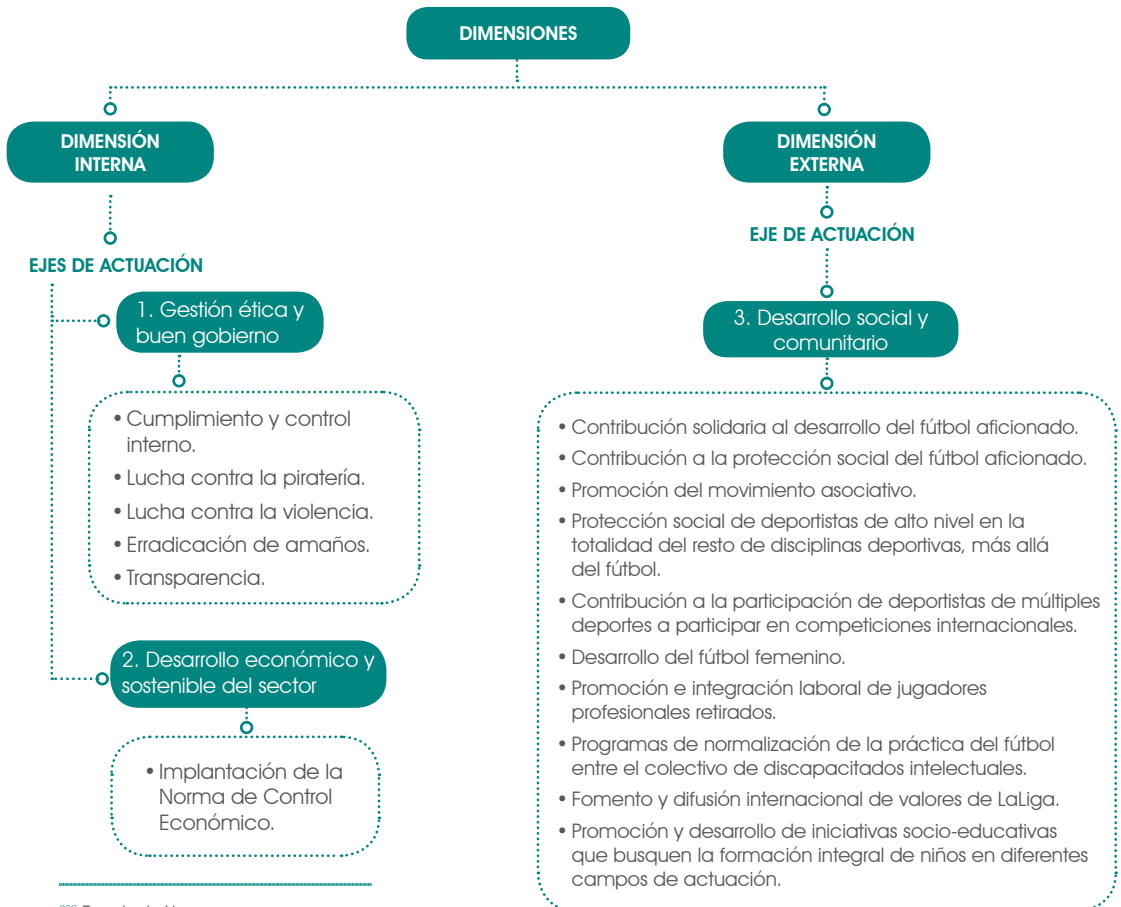 DIMENSIONES
DIMENSIÓN
INTERNA
EJES DE ACTUACIÓN
1. Gestión ética y
buen gobierno
• Cumplimiento y control
interno.
• Lucha contra la piratería.
• Lucha contra la violencia.
• Erradicación de amaños.
• Transparencia.
2. Desarrollo económico y
sostenible del sector
• Implantación de la
Norma de Control
Económico.
DIMENSIÓN
EXTERNA
EJE DE ACTUACIÓN
3. Desarrollo social y
comunitario
• Contribución solidaria al desarrollo del fútbol aficionado.
• Contribución a la protección social del fútbol aficionado.
• Promoción del movimiento asociativo.
• Protección social de deportistas de alto nivel en la
totalidad del resto de disciplinas deportivas, más allá
del fútbol.
• Contribución a la participación de deportistas de múltiples
deportes a participar en competiciones internacionales.
• Desarrollo del fútbol femenino.
• Promoción e integración laboral de jugadores
profesionales retirados.
• Programas de normalización de la práctica del fútbol
entre el colectivo de discapacitados intelectuales.
• Fomento y difusión internacional de valores de LaLiga.
• Promoción y desarrollo de iniciativas socio-educativas
que busquen la formación integral de niños en diferentes
campos de actuación.